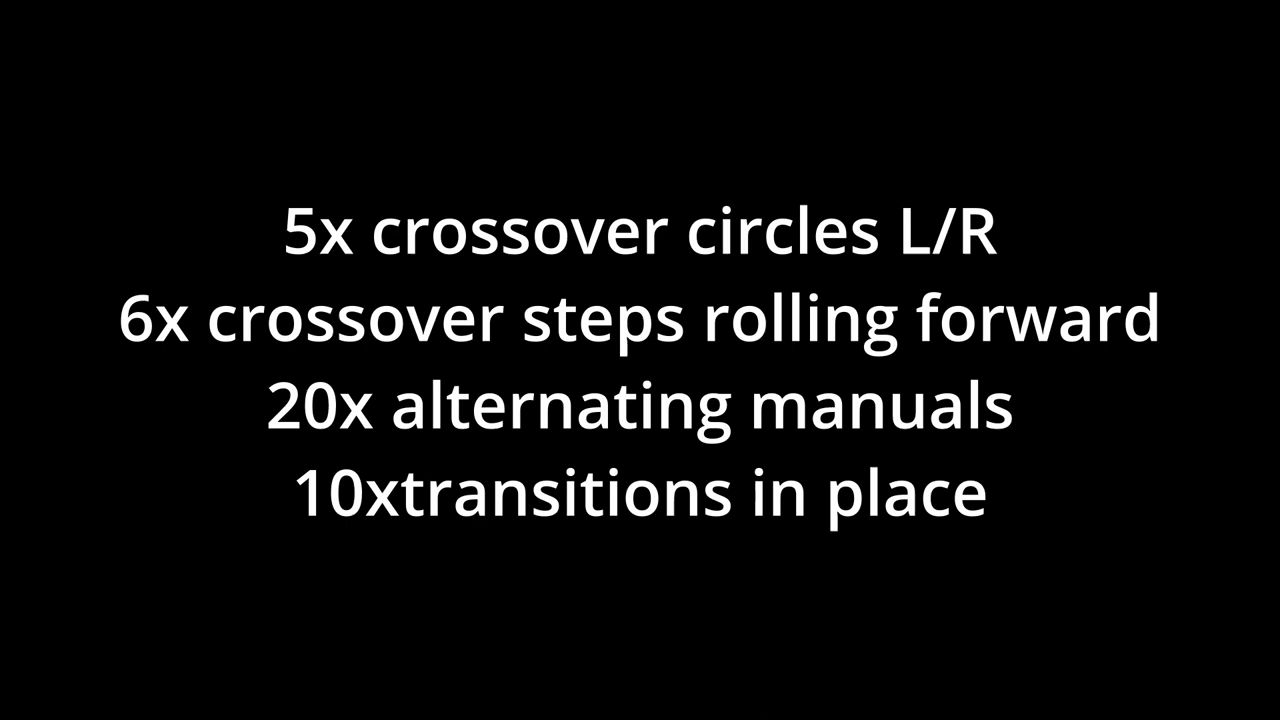 5x crossover circles L/R
6x crossover steps rolling forward
20x alternating manuals
10xtransitions in place